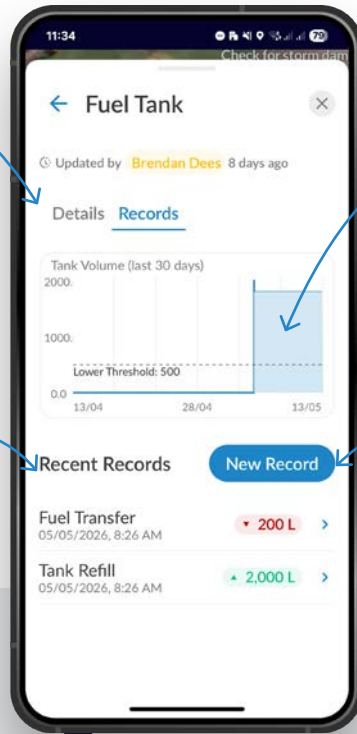 11:34
79
Check for storm dam
Fuel Tank
Updated by Brendan Dees 8 days ago
Details Records
Tank Volume (last 30 days)
2000.
1000.
Lower Threshold: 500
0.0
13/04 28/04 13/05
Recent Records New Record
Fuel Transfer
05/05/2026, 8:26 AM
200 L
Tank Refill
05/05/2026, 8:26 AM
2,000 L